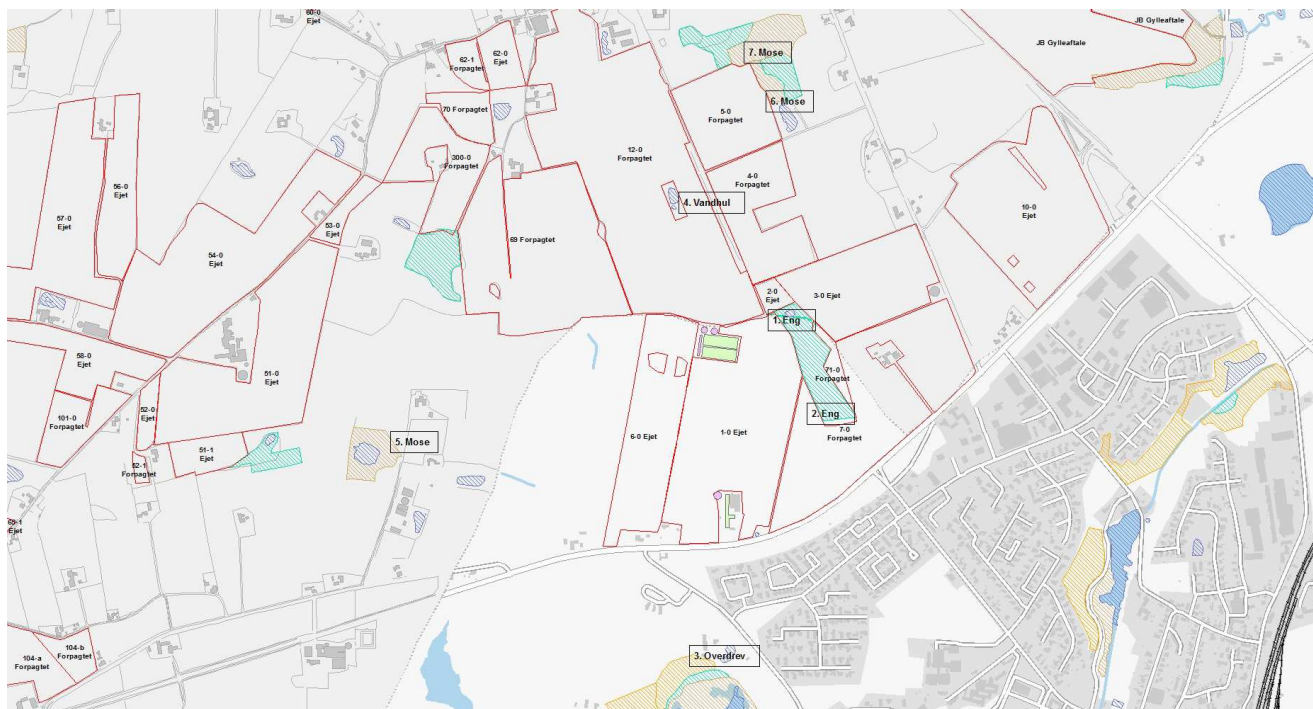 60-0
Ejet
62-1
Forpagtet
62-0
Ejet
7. Mose
JB Gylleaftale
JB Gylleaftale
70 Forpagtet
5-0
Forpagtet
6. Mose
12-0
Forpagtet
300-0
Forpagtet
4-0
Forpagtet
56-0
Ejet
57-0
Ejet
4. Vandhul
10-0
Ejet
53-0
Ejet
69 Forpagtet
54-0
Ejet
2-0
Ejet
3-0 Ejet
1. Eng
58-0
Ejet
51-0
Ejet
71-0
Forpagtet
101-0
Forpagtet
52-0
Ejet
2. Eng
7-0
Forpagtet
6-0 Ejet
1-0 Ejet
5. Mose
51-1
Ejet
52-1
Forpagtet
Ejet
104-b
Forpagtet
104-a
Forpagtet
3. Overdrev